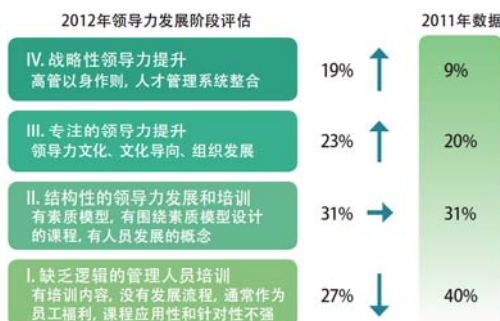 2012年领导力发展阶段评估
2011年数据
IV. 战略性领导力提升
高管以身作则, 人才管理系统整合
19%
9%
III. 专注的领导力提升
领导力文化、文化导向、组织发展
23%
20%
II. 结构性的领导力发展和培训
有素质模型, 有围绕素质模型设计
的课程, 有人员发展的概念
31%
31%
I. 缺乏逻辑的管理人员培训
有培训内容, 没有发展流程, 通常作为
员工福利, 课程应用性和针对性不强
27%
40%